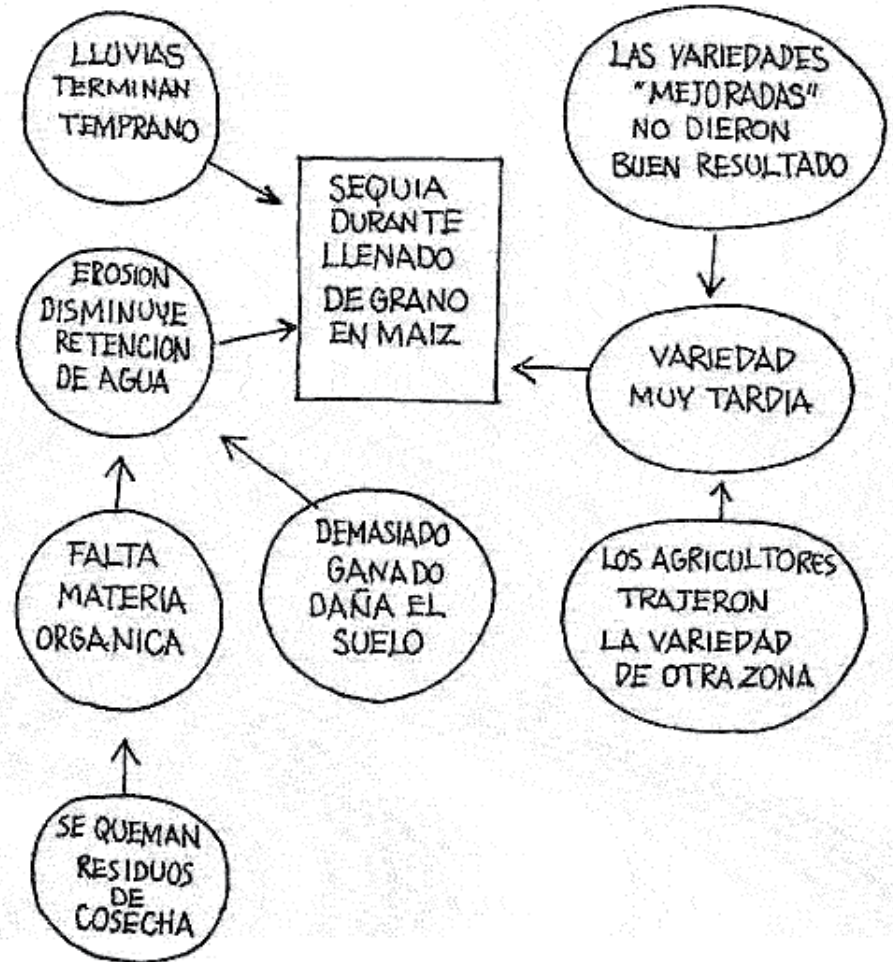 LLUVIAS
TERMINAN
TEMPRANO
LAS VARIEDADES
"MEJORADAS"
NO DIERON
BUEN RESULTADO
SEQUIA
DURANTE
LLENADO
DE GRANO
EN MAIZ
EROSION
DISMINUYE
RETENCION
DE AGUA
VARIEDAD
MUY TARDIA
FALTA
MATERIA
ORGANICA
DEMASIADO
GANADO
DAÑA EL
SUELO
LOS AGRICULTORES
TRAJERON
LA VARIEDAD
DE OTRA ZONA
SE QUEMAN
RESIDUOS
DE
COSECHA